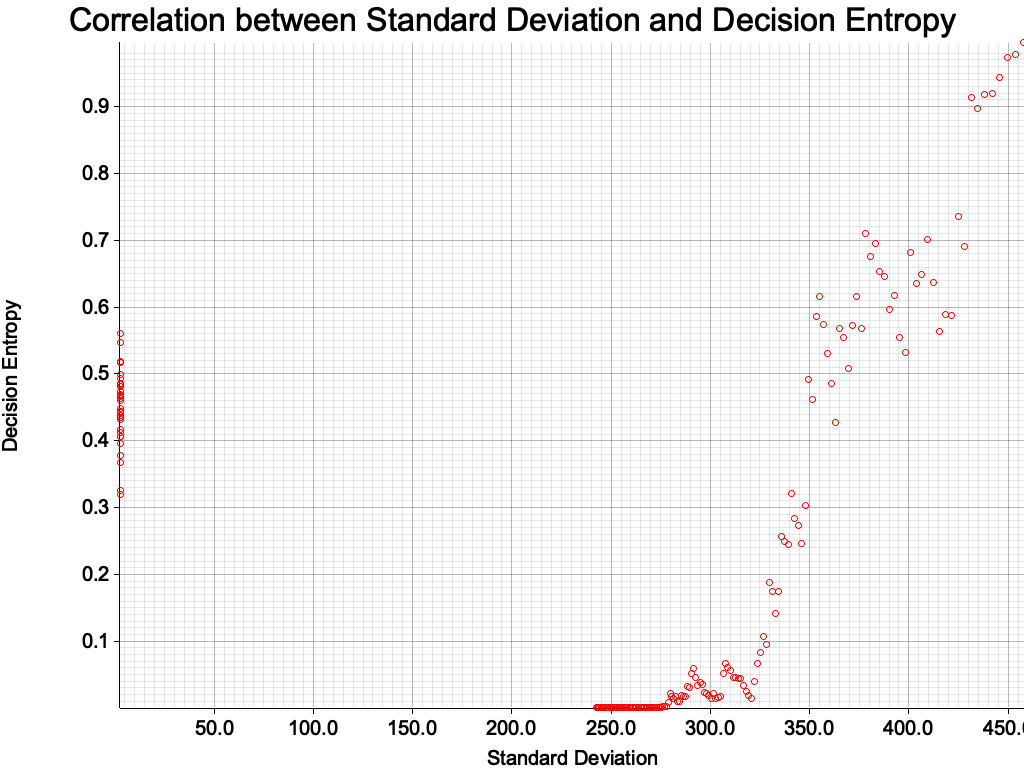 Correlation between Standard Deviation and Decision Entropy
Decision Entropy
0.9
0.8
0.7
0.6
0.5
0.4
0.3
0.2
0.1
50.0 100.0 150.0 200.0 250.0 300.0 350.0 400.0 450.
Standard Deviation